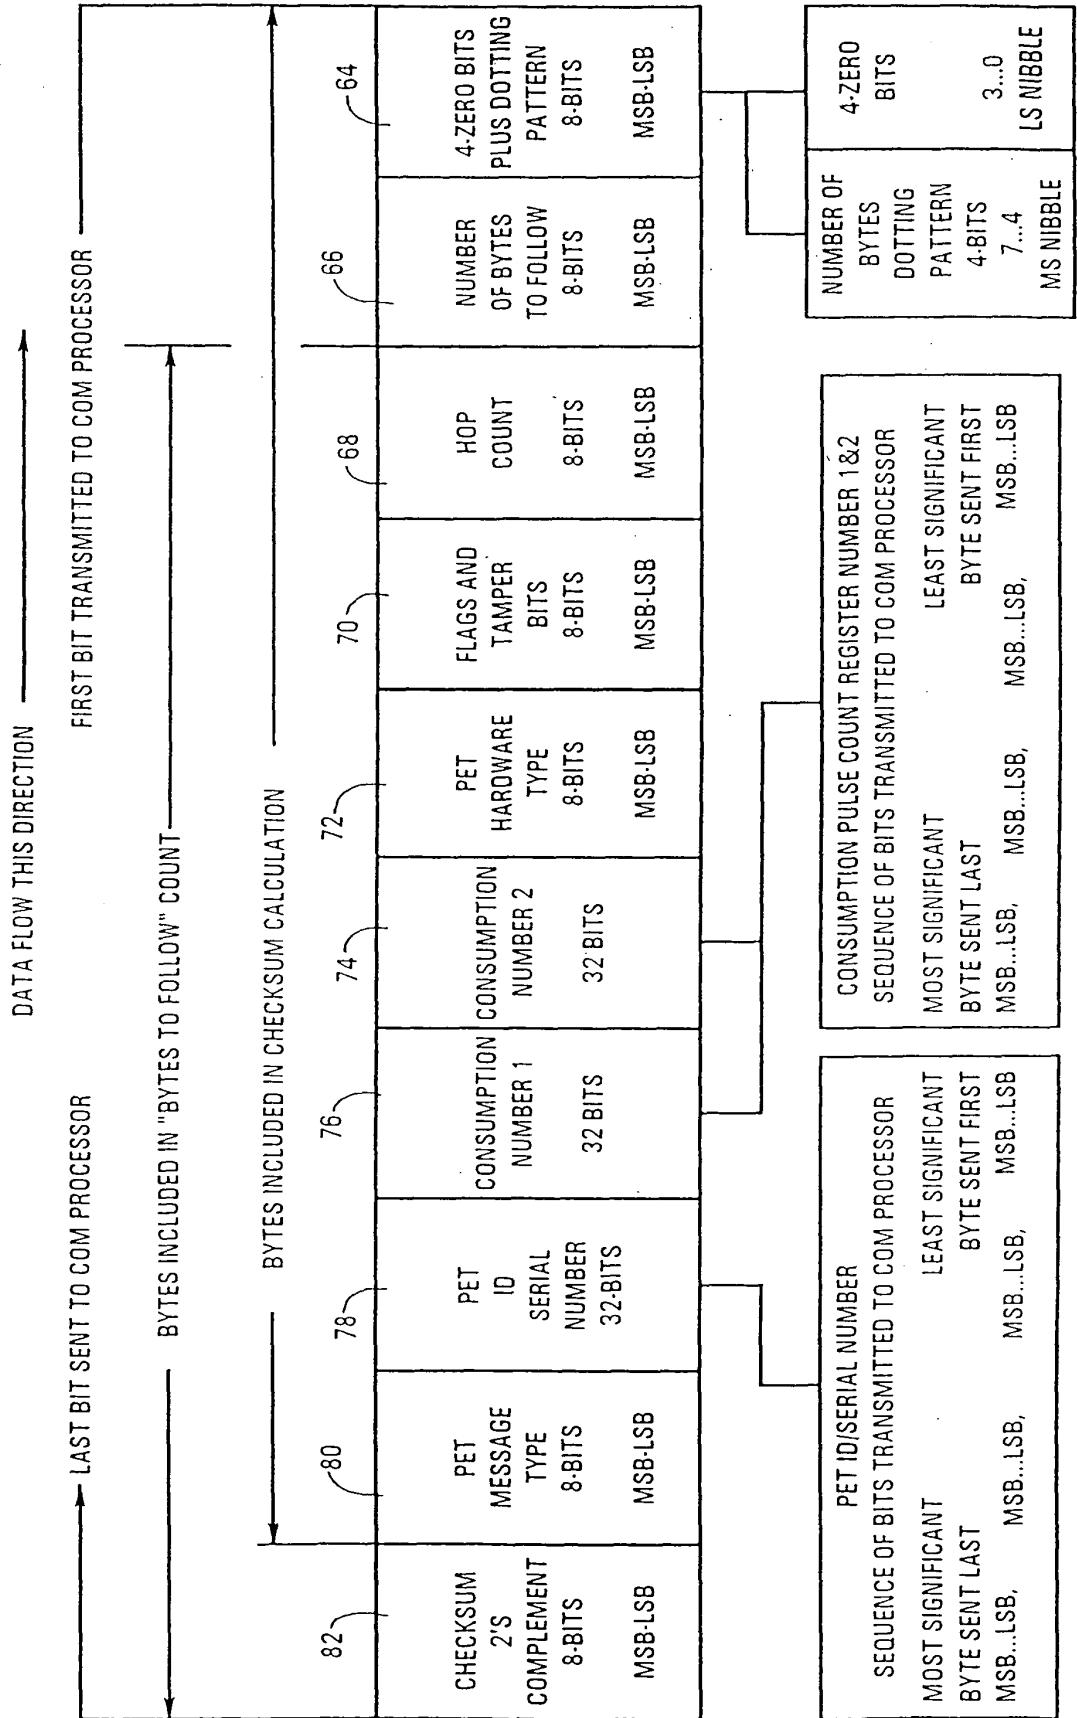 DATA FLOW THIS DIRECTION
LAST BIT SENT TO COM PROCESSOR
FIRST BIT TRANSMITTED TO COM PROCESSOR
BYTES INCLUDED IN "BYTES TO FOLLOW" COUNT
BYTES INCLUDED IN CHECKSUM CALCULATION
82
CHECKSUM
2'S
COMPLEMENT
8-BITS
MSB-LSB
80
PET
MESSAGE
TYPE
8-BITS
MSB-LSB
78
PET
ID
SERIAL
NUMBER
32-BITS
76
CONSUMPTION
NUMBER 1
32 BITS
74
CONSUMPTION
NUMBER 2
32 BITS
72
PET
HARDWARE
TYPE
8-BITS
MSB-LSB
70
FLAGS AND
TAMPER
BITS
8-BITS
MSB-LSB
68
HOP
COUNT
8-BITS
MSB-LSB
66
NUMBER
OF BYTES
TO FOLLOW
8-BITS
MSB-LSB
64
4-ZERO BITS
PLUS DOTTING
PATTERN
8-BITS
MSB-LSB
PET ID/SERIAL NUMBER
SEQUENCE OF BITS TRANSMITTED TO COM PROCESSOR
MOST SIGNIFICANT LEAST SIGNIFICANT
BYTE SENT LAST BYTE SENT FIRST
MSB...LSB, MSB...LSB, MSB...LSB, MSB...LSB
CONSUMPTION PULSE COUNT REGISTER NUMBER 1&2
SEQUENCE OF BITS TRANSMITTED TO COM PROCESSOR
MOST SIGNIFICANT LEAST SIGNIFICANT
BYTE SENT LAST BYTE SENT FIRST
MSB...LSB, MSB...LSB, MSB...LSB, MSB...LSB
NUMBER OF
BYTES
DOTTING
PATTERN
4-BITS
7...4
MS NIBBLE
4-ZERO
BITS
3...0
LS NIBBLE